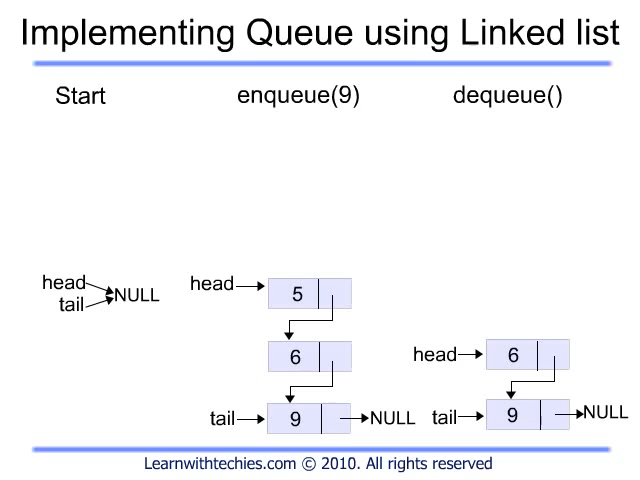 Implementing Queue using Linked list
Start enqueue(9) dequeue()
head
tail
NULL
head
5
6
tail
9
NULL
head
6
tail
9
NULL
Learnwithtechies.com © 2010. All rights reserved